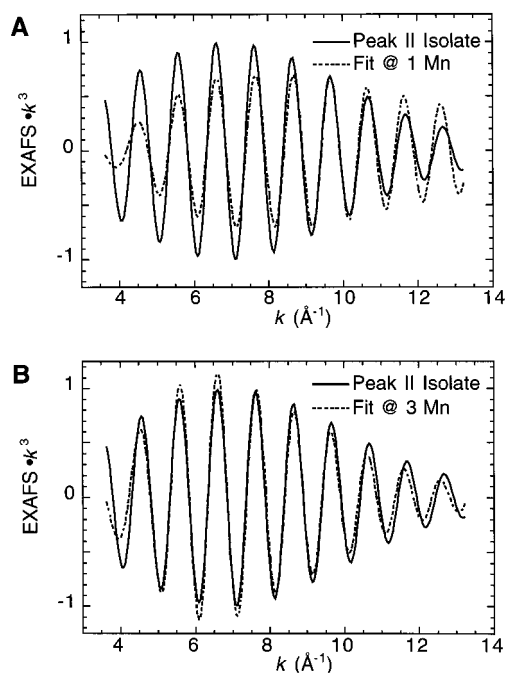 A
Peak II Isolate
Fit @ 1 Mn
1
0
-1
EXAFS •k³
4 6 8 10 12 14
k (Å⁻¹)
B
Peak II Isolate
Fit @ 3 Mn
1
0
-1
EXAFS •k³
4 6 8 10 12 14
k (Å⁻¹)